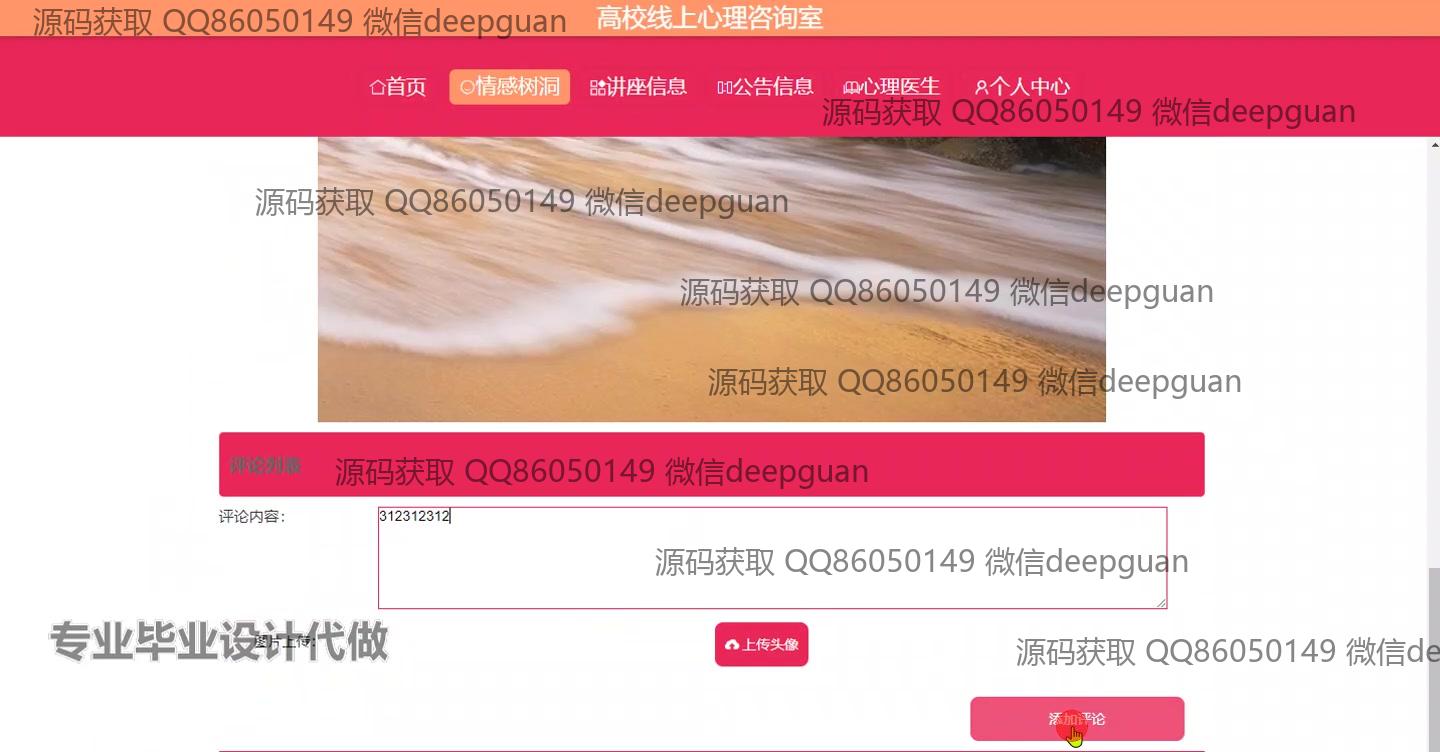 源码获取 QQ86050149 微信deepguan
高校线上心理咨询室
首页 情感树洞 讲座信息 公告信息 心理医生 个人中心
源码获取 QQ86050149 微信deepguan
源码获取 QQ86050149 微信deepguan
源码获取 QQ86050149 微信deepguan
源码获取 QQ86050149 微信deepguan
评论列表
源码获取 QQ86050149 微信deepguan
评论内容：
312312312
源码获取 QQ86050149 微信deepguan
专业毕业设计代做
图片上传：
上传头像
源码获取 QQ86050149 微信de
添加评论